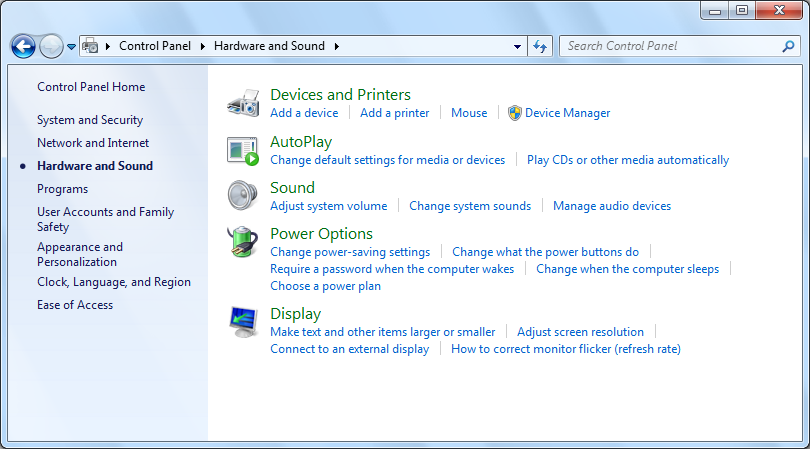 Control Panel Hardware and Sound Search Control Panel
Control Panel Home
System and Security
Network and Internet
Hardware and Sound
Programs
User Accounts and Family
Safety
Appearance and
Personalization
Clock, Language, and Region
Ease of Access
Devices and Printers
Add a device Add a printer Mouse Device Manager
AutoPlay
Change default settings for media or devices Play CDs or other media automatically
Sound
Adjust system volume Change system sounds Manage audio devices
Power Options
Change power-saving settings Change what the power buttons do
Require a password when the computer wakes Change when the computer sleeps
Choose a power plan
Display
Make text and other items larger or smaller Adjust screen resolution
Connect to an external display How to correct monitor flicker (refresh rate)